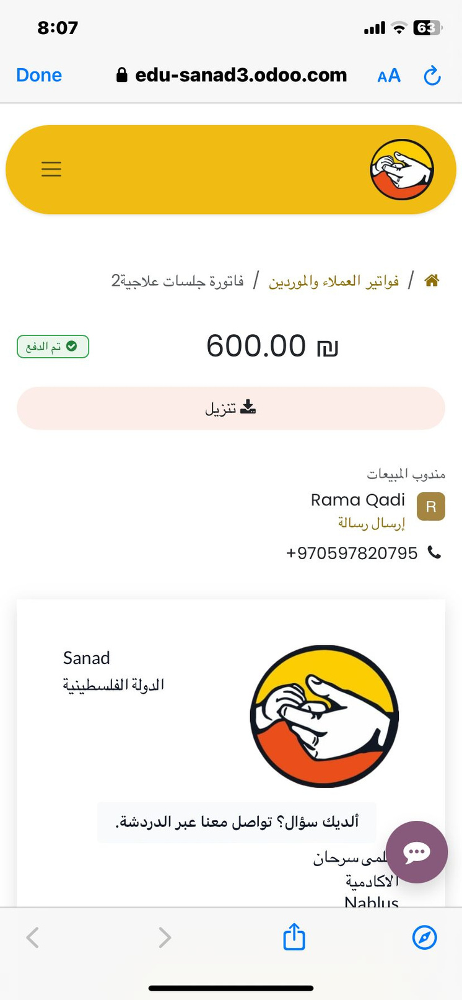 8:07
63
Done
edu-sanad3.odoo.com
AA
/ فواتير العملاء والموردين / فاتورة جلسات علاجية2
600.00 ₪
تم الدفع
تنزيل
مندوب المبيعات
R
Rama Qadi
إرسال رسالة
+970597820795
Sanad
الدولة الفلسطينية
ألديك سؤال؟ تواصل معنا عبر الدردشة.
سرحان
الاكادمية
Nablus